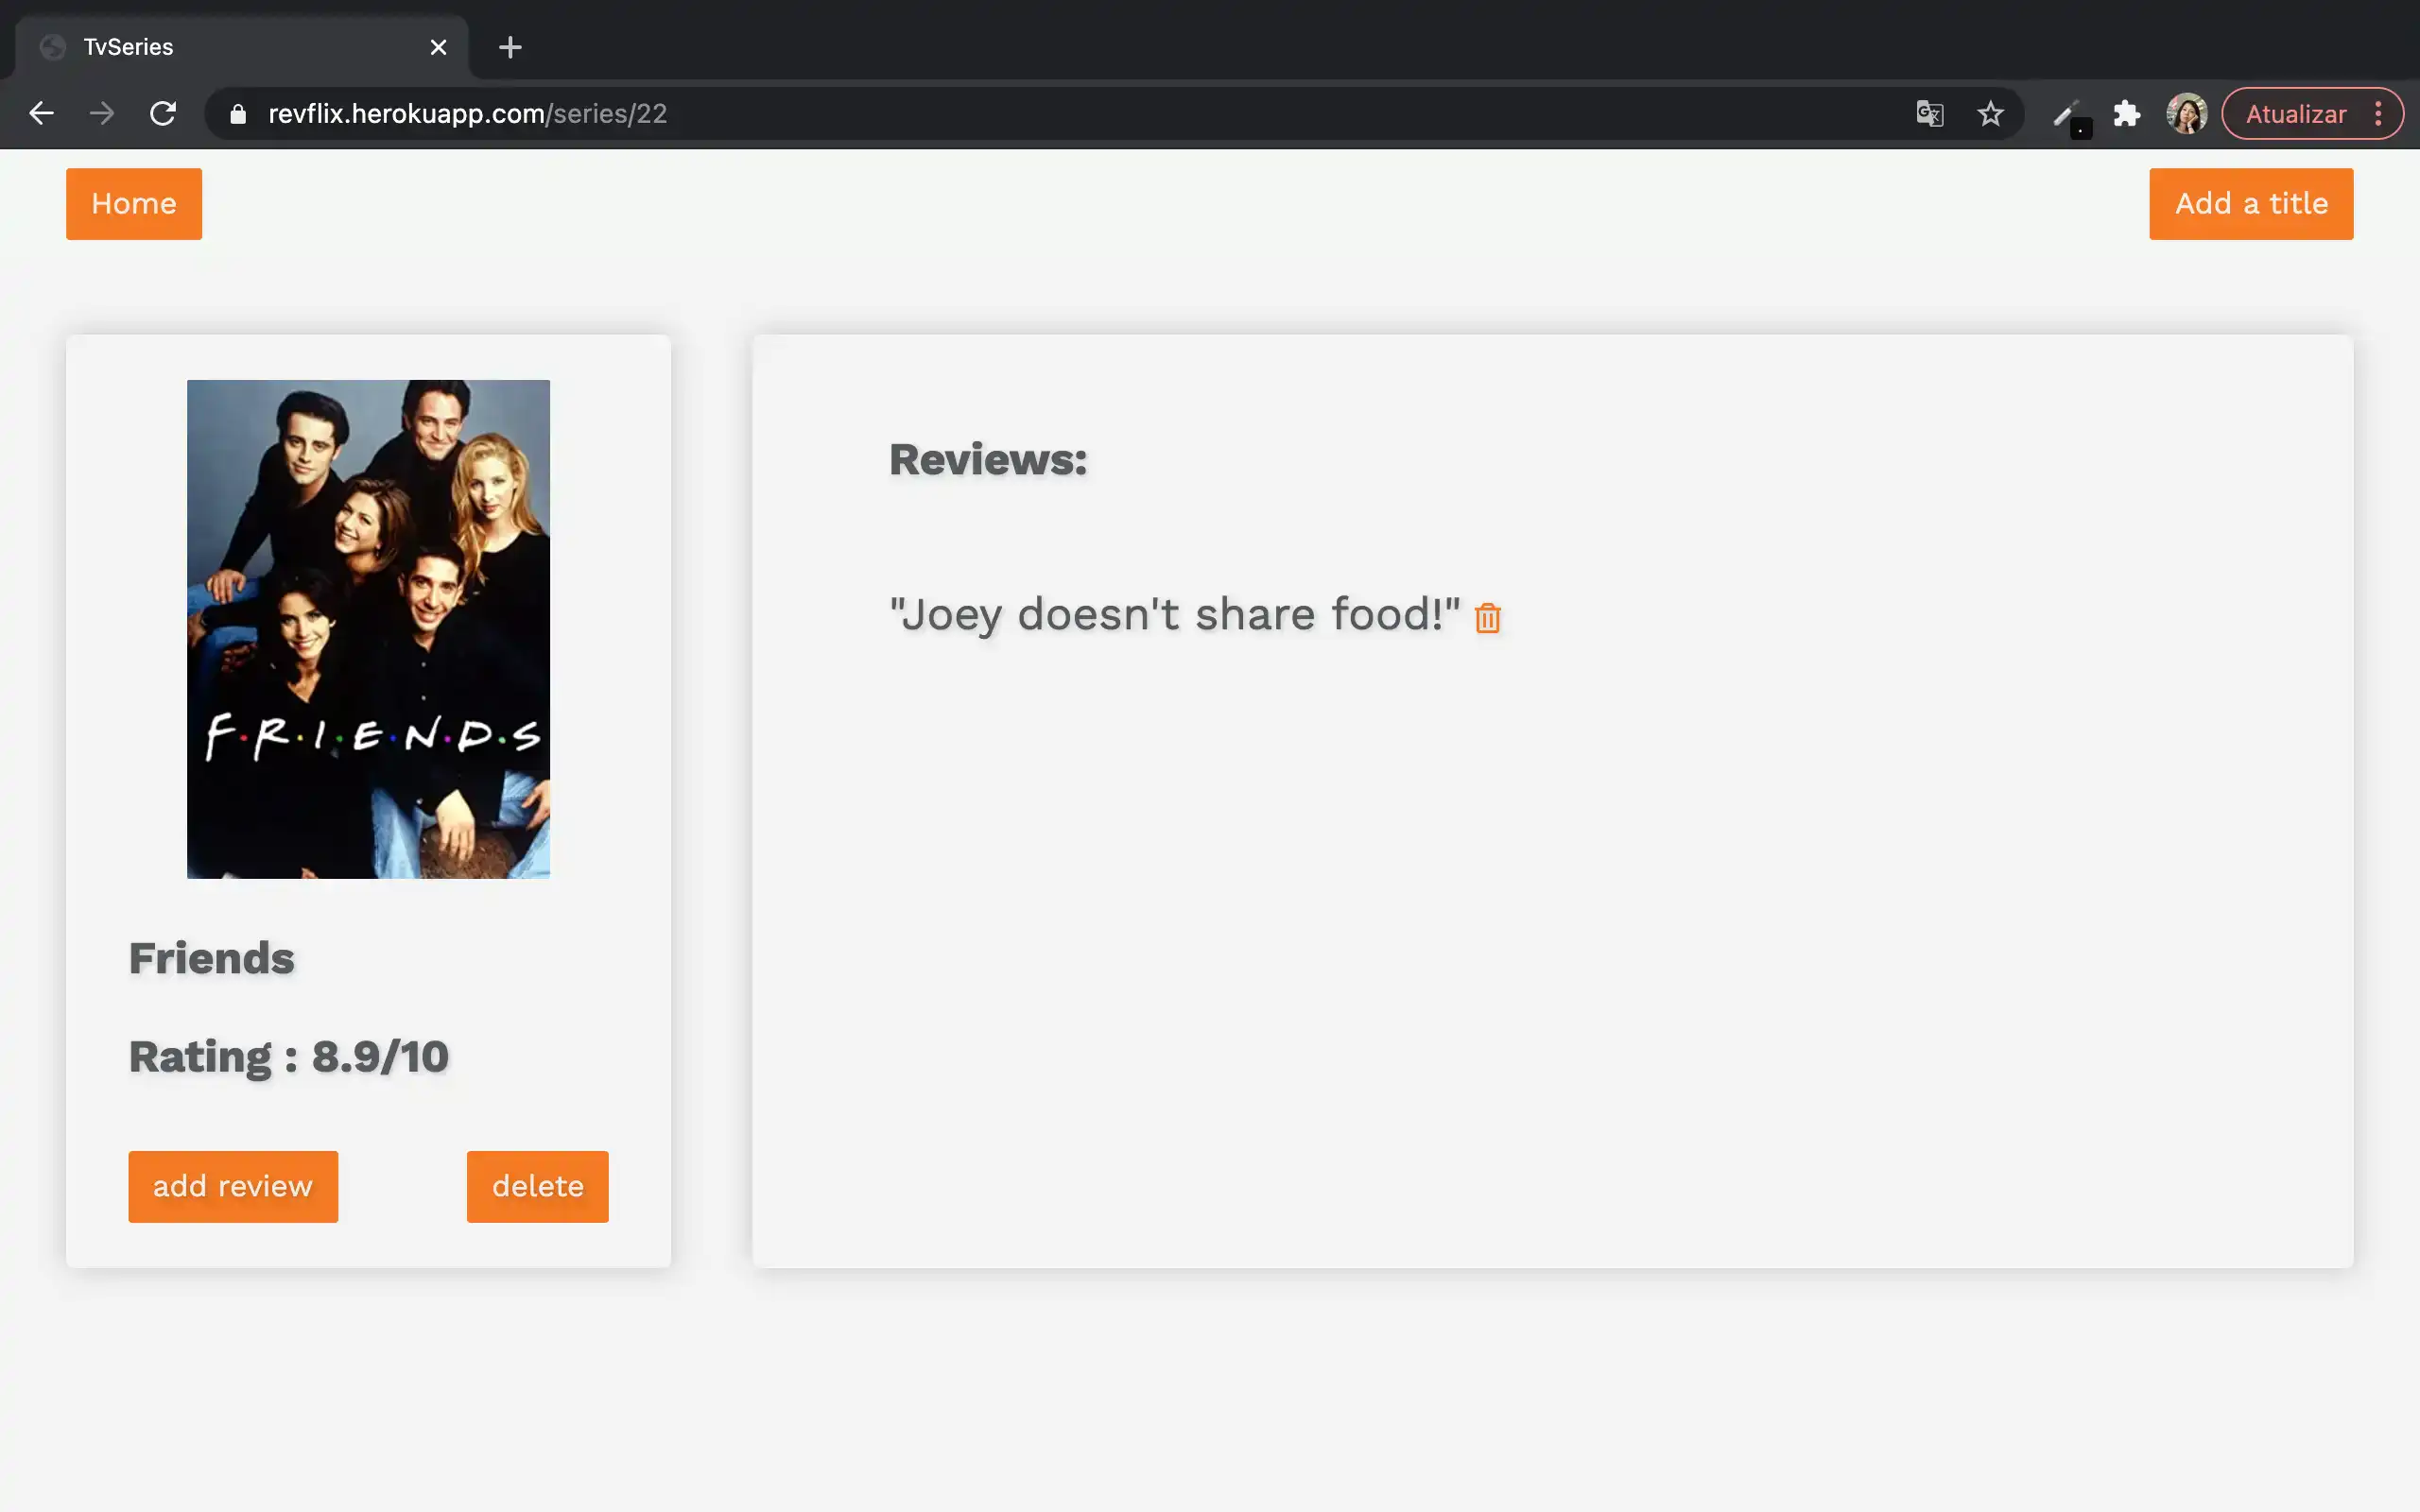 TvSeries
revflix.herokuapp.com/series/22
Atualizar
Home
Add a title
F·R·I·E·N·D·S
Friends
Rating : 8.9/10
add review
delete
Reviews:
"Joey doesn't share food!"